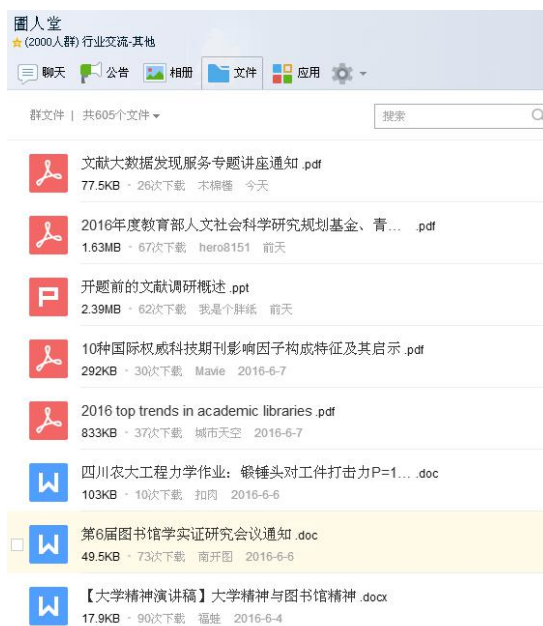 圕人堂
(2000人群) 行业交流-其他
聊天 公告 相册 文件 应用
群文件 | 共605个文件
搜索
文献大数据发现服务专题讲座通知.pdf
77.5KB · 26次下载 木槿槿 今天
2016年度教育部人文社会科学研究规划基金、青… .pdf
1.63MB · 67次下载 hero8151 前天
开题前的文献调研概述.ppt
2.39MB · 62次下载 我是个胖纸 前天
10种国际权威科技期刊影响因子构成特征及其启示.pdf
292KB · 30次下载 Mavie 2016-6-7
2016 top trends in academic libraries.pdf
833KB · 37次下载 城市天空 2016-6-7
四川农大工程力学作业：锻锤头对工件打击力P=1… .doc
103KB · 10次下载 扣肉 2016-6-6
第6届图书馆学实证研究会议通知.doc
49.5KB · 73次下载 南开图 2016-6-6
【大学精神演讲稿】大学精神与图书馆精神.docx
17.9KB · 90次下载 福蛙 2016-6-4